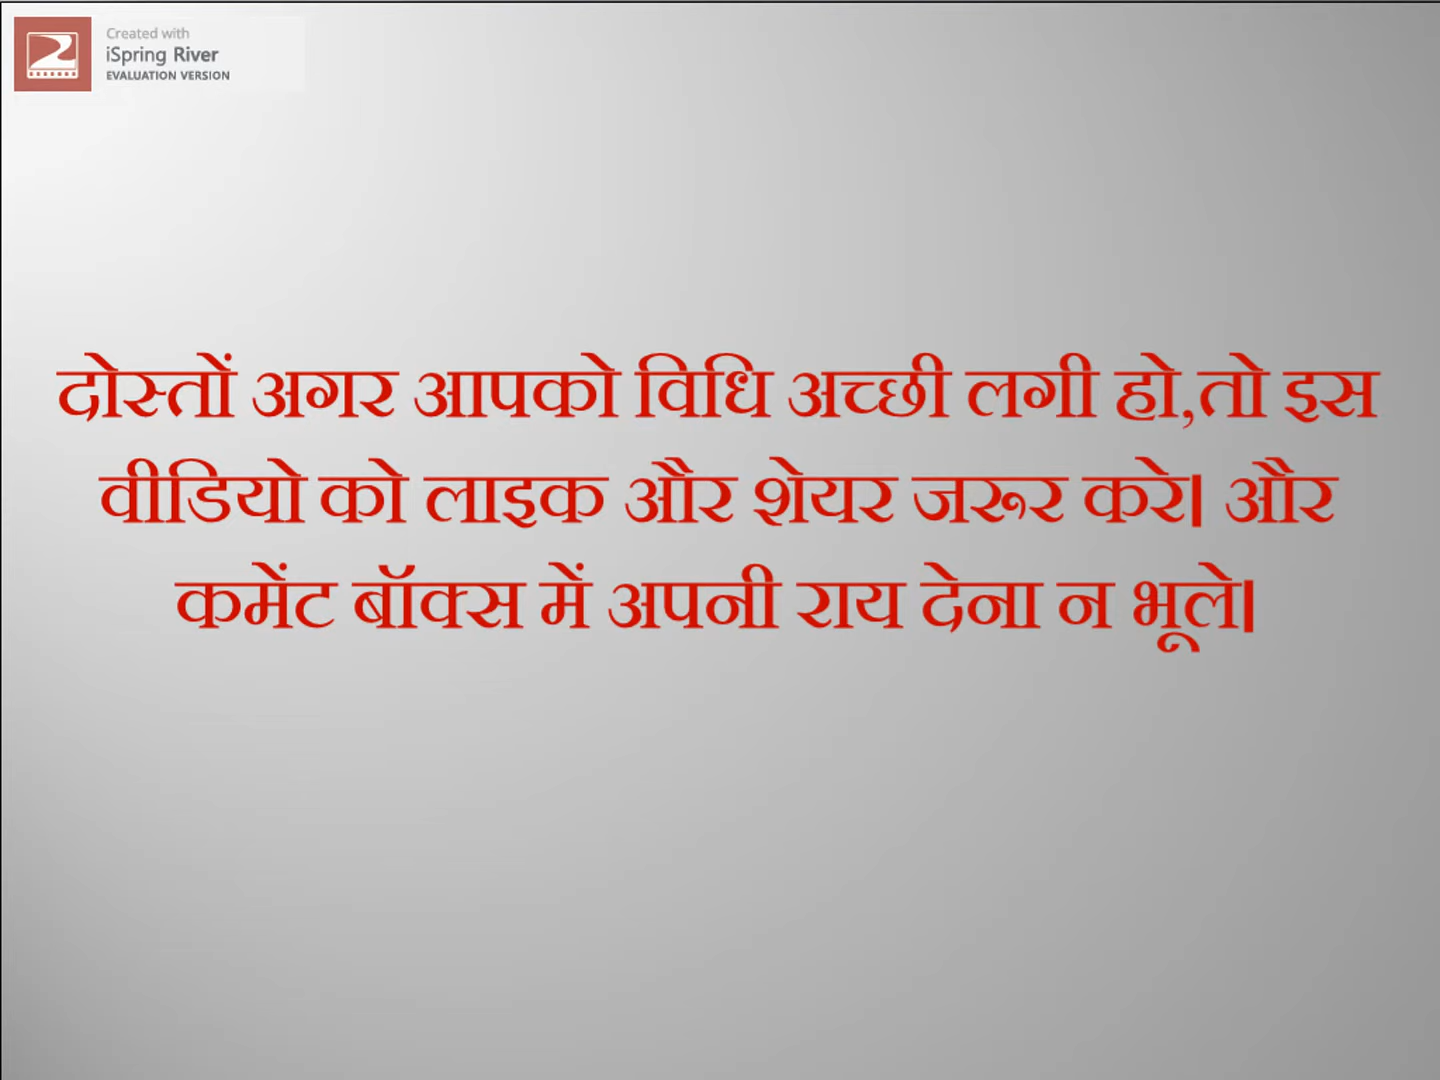 Created with
iSpring River
EVALUATION VERSION
दोस्तों अगर आपको विधि अच्छी लगी हो,तो इस
वीडियो को लाइक और शेयर जरूर करे। और
कमेंट बॉक्स में अपनी राय देना न भूले।